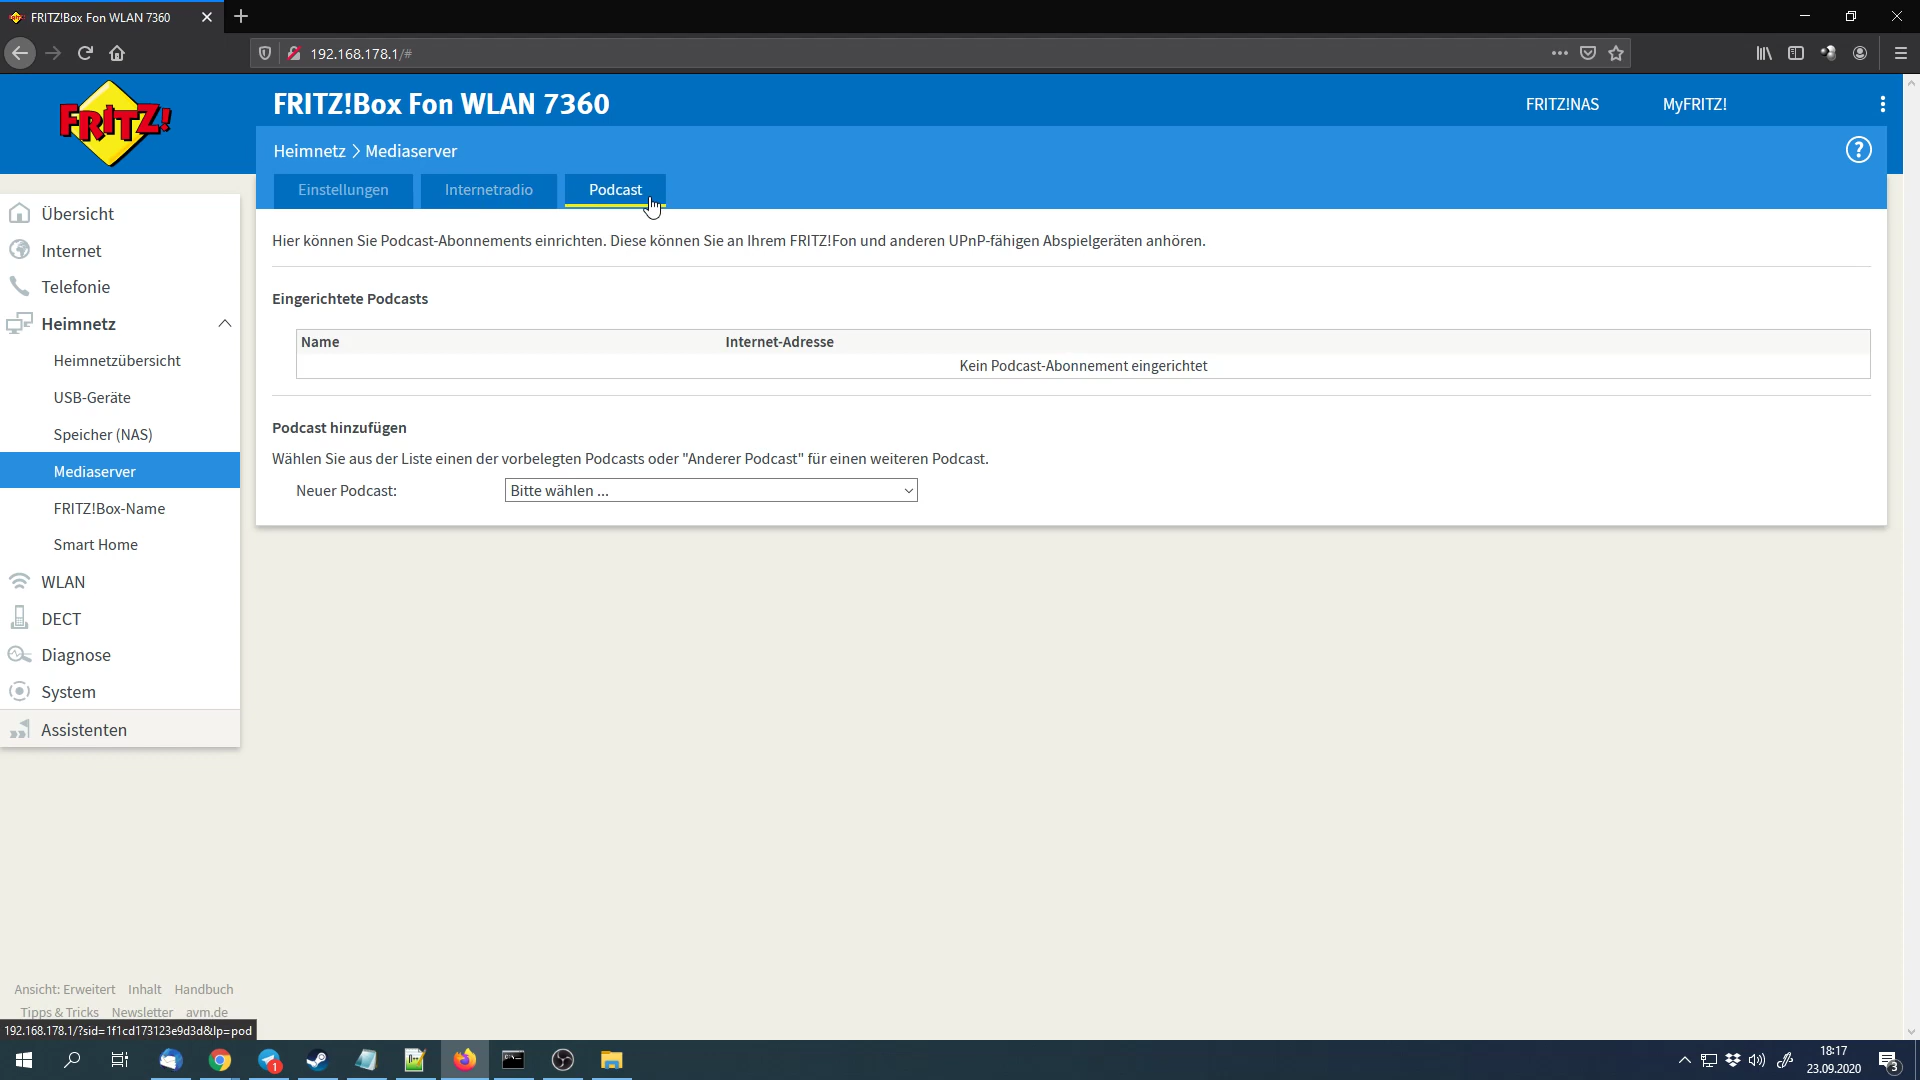 FRITZ!Box Fon WLAN 7360
192.168.178.1/#
FRITZ!
FRITZ!Box Fon WLAN 7360
FRITZ!NAS
MyFRITZ!
Heimnetz > Mediaserver
?
Einstellungen
Internetradio
Podcast
Übersicht
Internet
Telefonie
Heimnetz
Heimnetzübersicht
USB-Geräte
Speicher (NAS)
Mediaserver
FRITZ!Box-Name
Smart Home
WLAN
DECT
Diagnose
System
Assistenten
Hier können Sie Podcast-Abonnements einrichten. Diese können Sie an Ihrem FRITZ!Fon und anderen UPnP-fähigen Abspielgeräten anhören.
Eingerichtete Podcasts
Name Internet-Adresse
Kein Podcast-Abonnement eingerichtet
Podcast hinzufügen
Wählen Sie aus der Liste einen der vorbelegten Podcasts oder "Anderer Podcast" für einen weiteren Podcast.
Neuer Podcast: Bitte wählen ...
Ansicht: Erweitert Inhalt Handbuch
Tipps & Tricks Newsletter avm.de
192.168.178.1/?sid=1f1cd173123e9d3d&lp=pod
1
18:17
23.09.2020
3